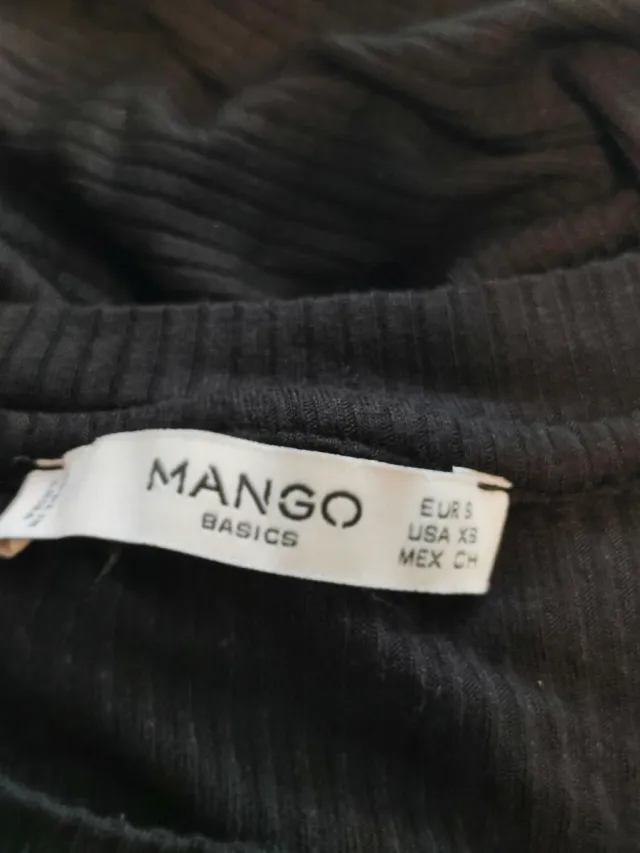 MANGO
BASICS
EUR S
USA XS
MEX CH